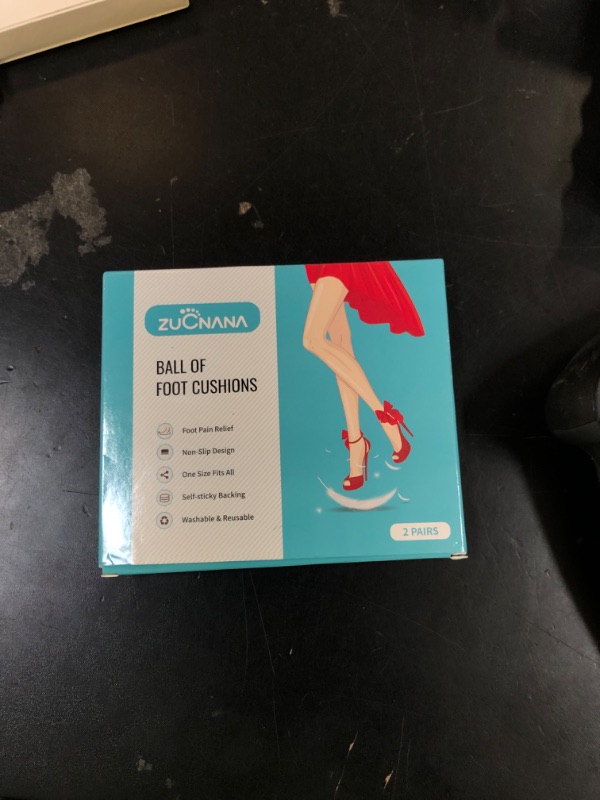 ZUCNANA
BALL OF
FOOT CUSHIONS
Foot Pain Relief
Non-Slip Design
One Size Fits All
Self-sticky Backing
Washable & Reusable
2 PAIRS